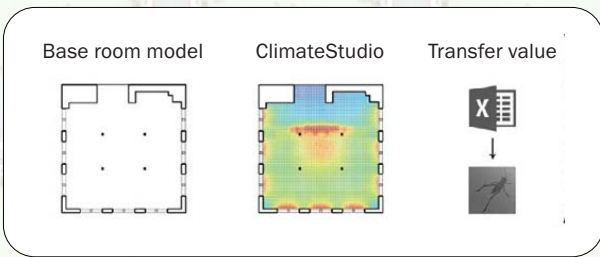 Base room model
ClimateStudio
Transfer value
X